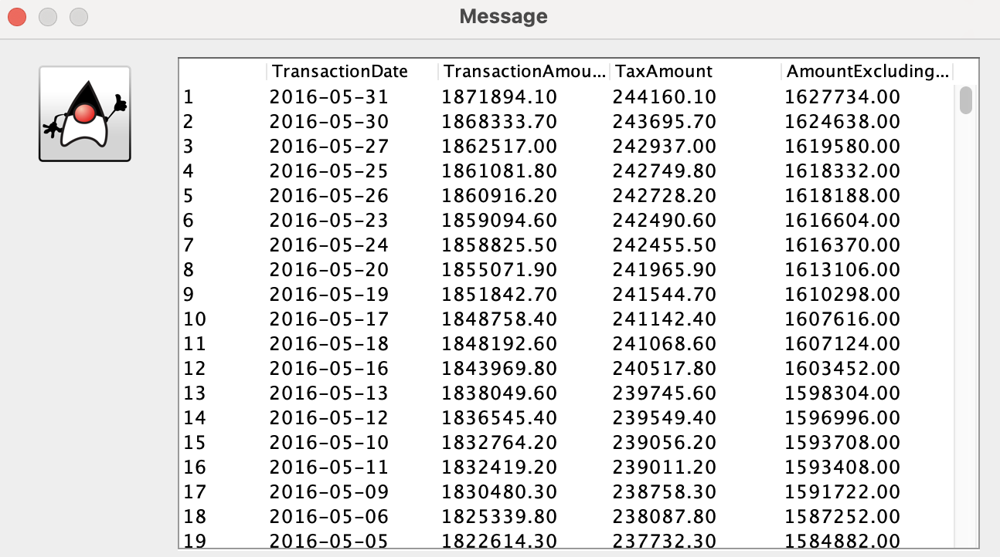 Message
TransactionDate TransactionAmou... TaxAmount AmountExcluding...
1 2016-05-31 1871894.10 244160.10 1627734.00
2 2016-05-30 1868333.70 243695.70 1624638.00
3 2016-05-27 1862517.00 242937.00 1619580.00
4 2016-05-25 1861081.80 242749.80 1618332.00
5 2016-05-26 1860916.20 242728.20 1618188.00
6 2016-05-23 1859094.60 242490.60 1616604.00
7 2016-05-24 1858825.50 242455.50 1616370.00
8 2016-05-20 1855071.90 241965.90 1613106.00
9 2016-05-19 1851842.70 241544.70 1610298.00
10 2016-05-17 1848758.40 241142.40 1607616.00
11 2016-05-18 1848192.60 241068.60 1607124.00
12 2016-05-16 1843969.80 240517.80 1603452.00
13 2016-05-13 1838049.60 239745.60 1598304.00
14 2016-05-12 1836545.40 239549.40 1596996.00
15 2016-05-10 1832764.20 239056.20 1593708.00
16 2016-05-11 1832419.20 239011.20 1593408.00
17 2016-05-09 1830480.30 238758.30 1591722.00
18 2016-05-06 1825339.80 238087.80 1587252.00
19 2016-05-05 1822614.30 237732.30 1584882.00